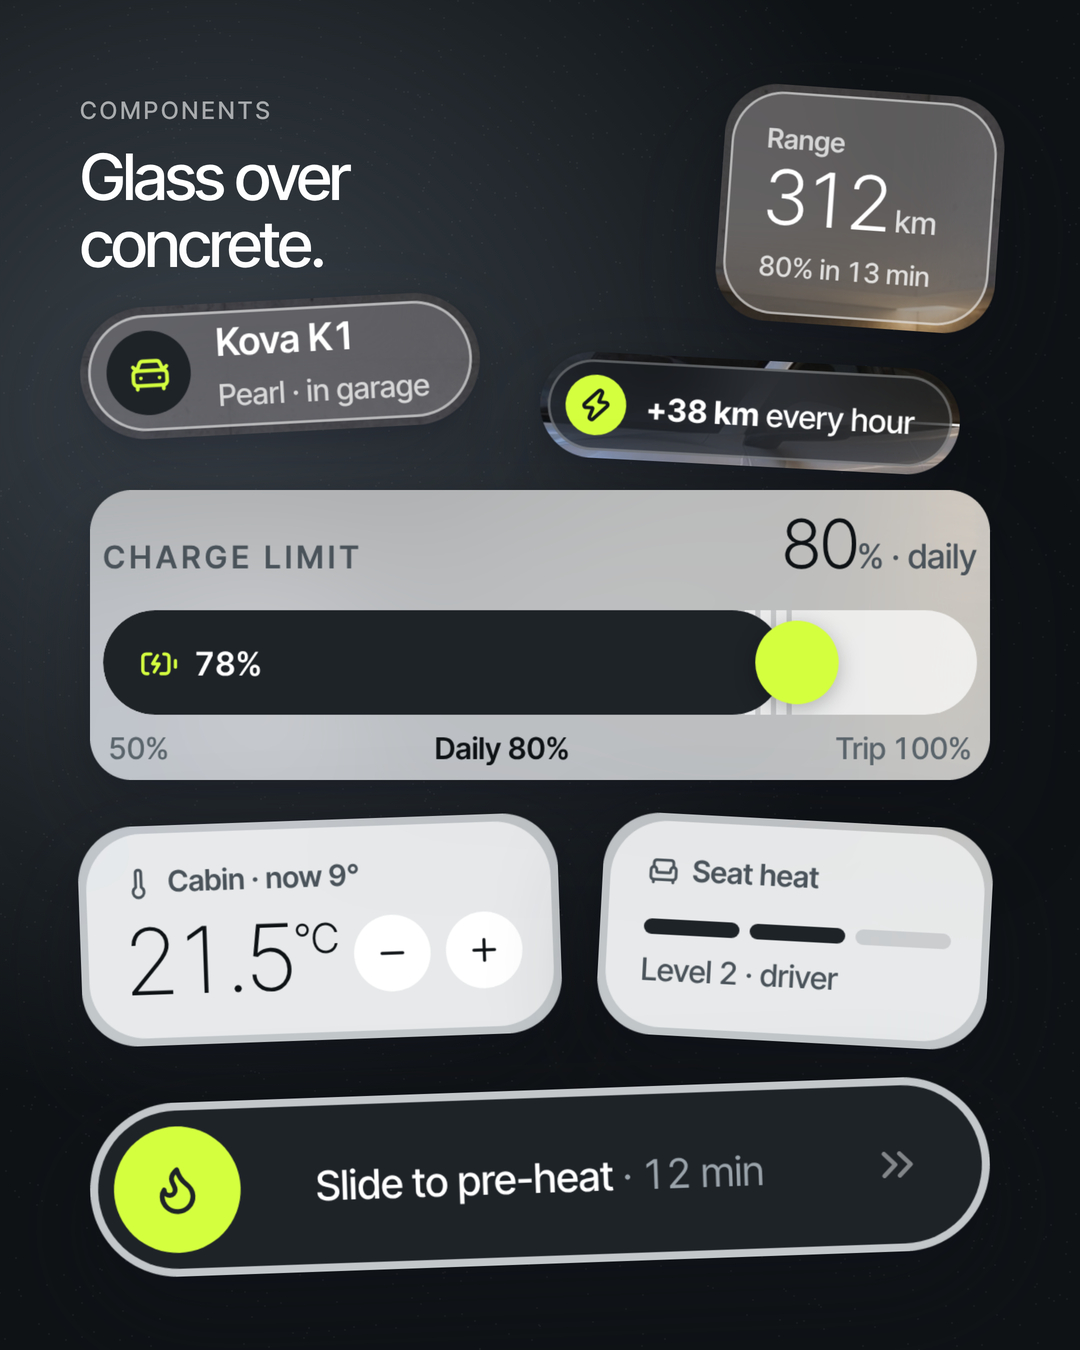 COMPONENTS
Glass over
concrete.
Range
312 km
80% in 13 min
Kova K1
Pearl · in garage
+38 km every hour
CHARGE LIMIT
80% · daily
78%
50%
Daily 80%
Trip 100%
Cabin · now 9°
21.5°C
− +
Seat heat
Level 2 · driver
Slide to pre-heat · 12 min